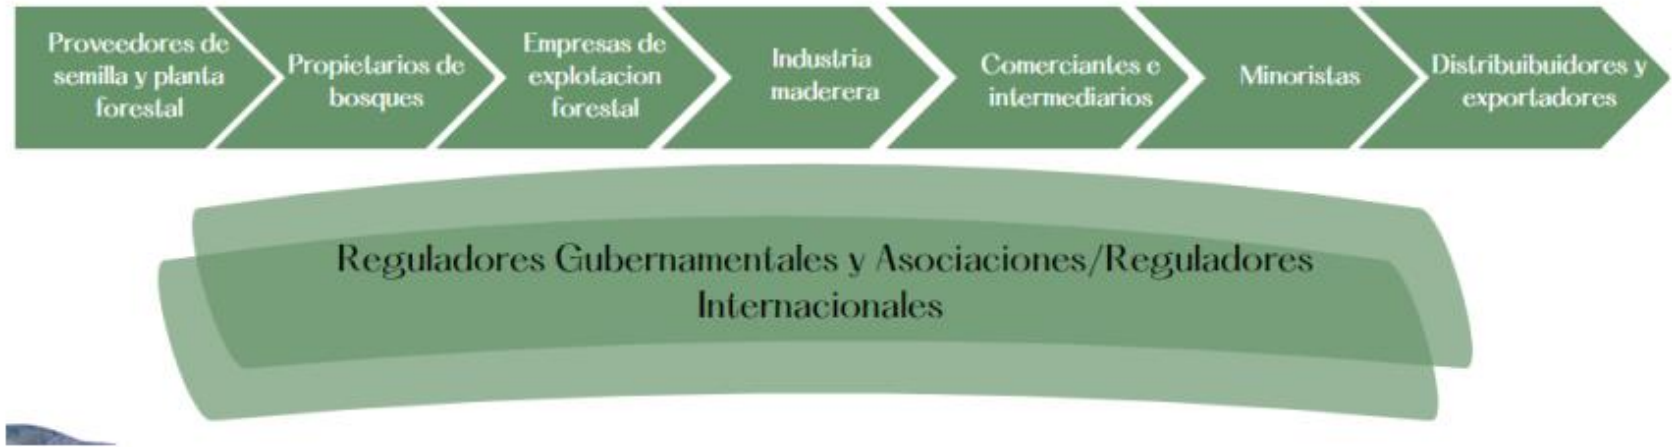 Proveedores de
semilla y planta
forestal
Propietarios de
bosques
Empresas de
explotacion
forestal
Industria
maderera
Comerciantes e
intermediarios
Minoristas
Distribuibuidores y
exportadores
Reguladores Gubernamentales y Asociaciones/Reguladores
Internacionales